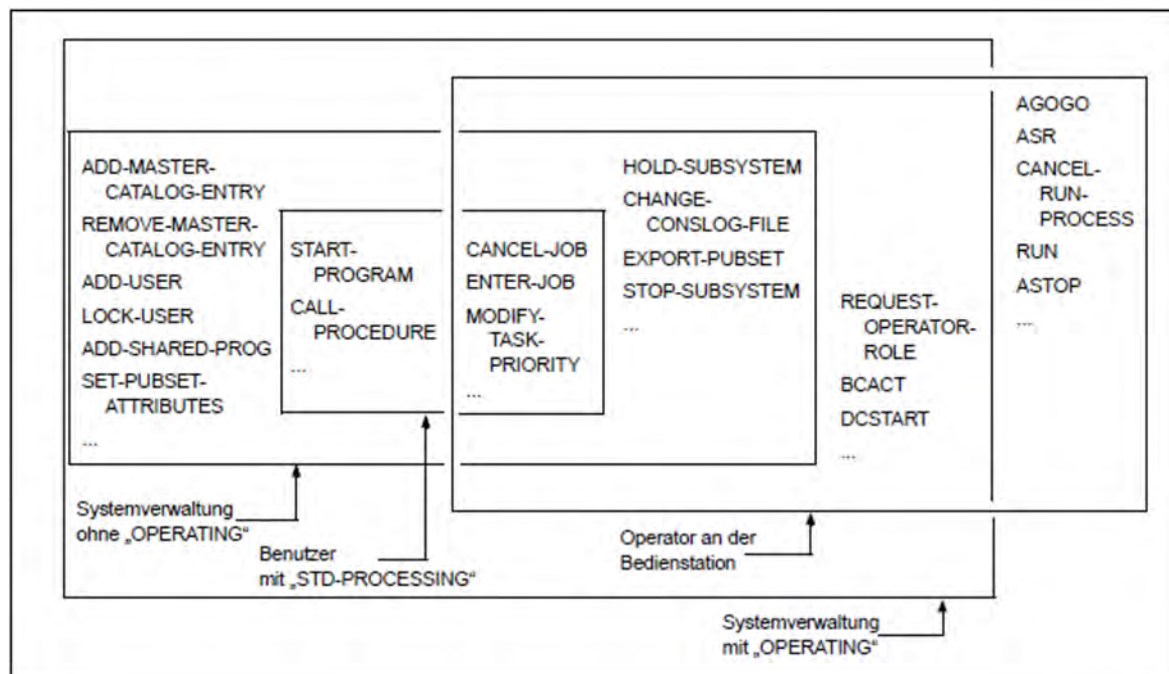 ADD-MASTER-
CATALOG-ENTRY
REMOVE-MASTER-
CATALOG-ENTRY
ADD-USER
LOCK-USER
ADD-SHARED-PROG
SET-PUBSET-
ATTRIBUTES
...
START-
PROGRAM
CALL-
PROCEDURE
...
CANCEL-JOB
ENTER-JOB
MODIFY-
TASK-
PRIORITY
...
HOLD-SUBSYSTEM
CHANGE-
CONSLOG-FILE
EXPORT-PUBSET
STOP-SUBSYSTEM
...
REQUEST-
OPERATOR-
ROLE
BCACT
DCSTART
...
AGOGO
ASR
CANCEL-
RUN-
PROCESS
RUN
ASTOP
...
Systemverwaltung
ohne „OPERATING“
Benutzer
mit „STD-PROCESSING“
Operator an der
Bedienstation
Systemverwaltung
mit „OPERATING“